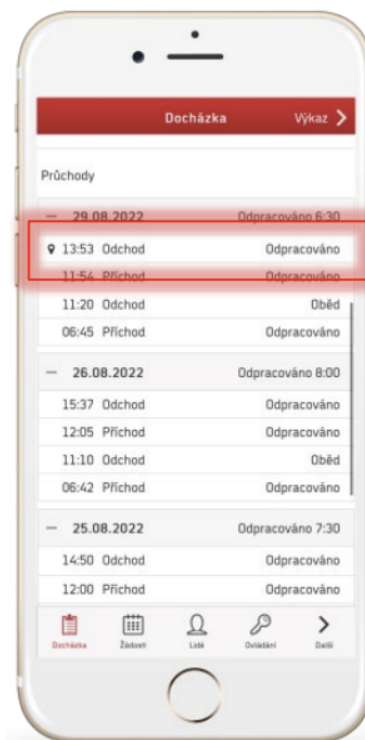 Docházka Výkaz
Průchody
29.08.2022 Odpracováno 6:30
13:53 Odchod Odpracováno
11:54 Příchod Odpracováno
11:20 Odchod Oběd
06:45 Příchod Odpracováno
26.08.2022 Odpracováno 8:00
15:37 Odchod Odpracováno
12:05 Příchod Odpracováno
11:10 Odchod Oběd
06:42 Příchod Odpracováno
25.08.2022 Odpracováno 7:30
14:50 Odchod Odpracováno
12:00 Příchod Odpracováno
Docházka Žádosti Lidé Ovládání Další